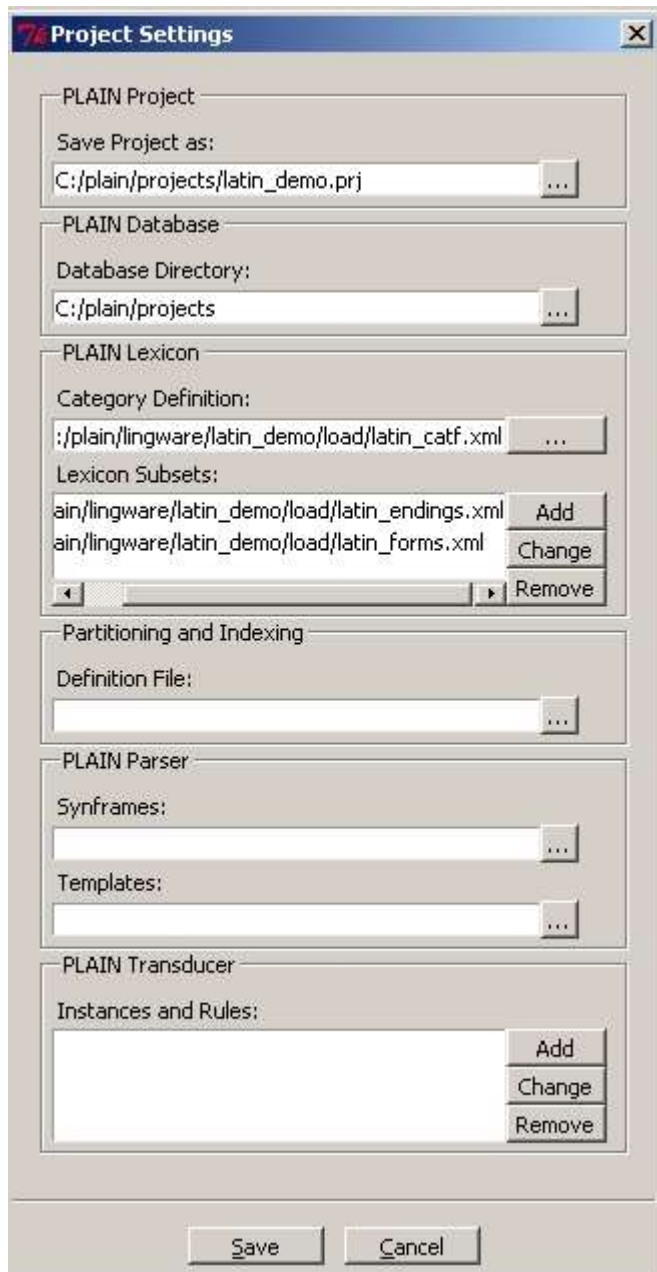 Project Settings
PLAIN Project
Save Project as:
C:/plain/projects/latin_demo.prj ...
PLAIN Database
Database Directory:
C:/plain/projects ...
PLAIN Lexicon
Category Definition:
:/plain/lingware/latin_demo/load/latin_catf.xml ...
Lexicon Subsets:
ain/lingware/latin_demo/load/latin_endings.xml Add
ain/lingware/latin_demo/load/latin_forms.xml Change
Remove
Partitioning and Indexing
Definition File:
...
PLAIN Parser
Synframes:
...
Templates:
...
PLAIN Transducer
Instances and Rules:
Add
Change
Remove
Save Cancel